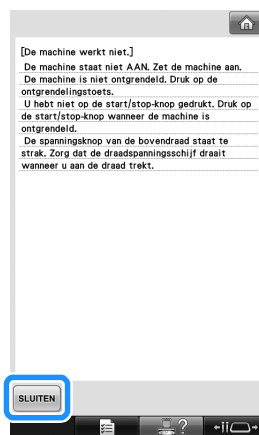 [De machine werkt niet.]
De machine staat niet AAN. Zet de machine aan.
De machine is niet ontgrendeld. Druk op de
ontgrendelingstoets.
U hebt niet op de start/stop-knop gedrukt. Druk op
de start/stop-knop wanneer de machine is
ontgrendeld.
De spanningsknop van de bovendraad staat te
strak. Zorg dat de draadspanningsschijf draait
wanneer u aan de draad trekt.
SLUITEN
?